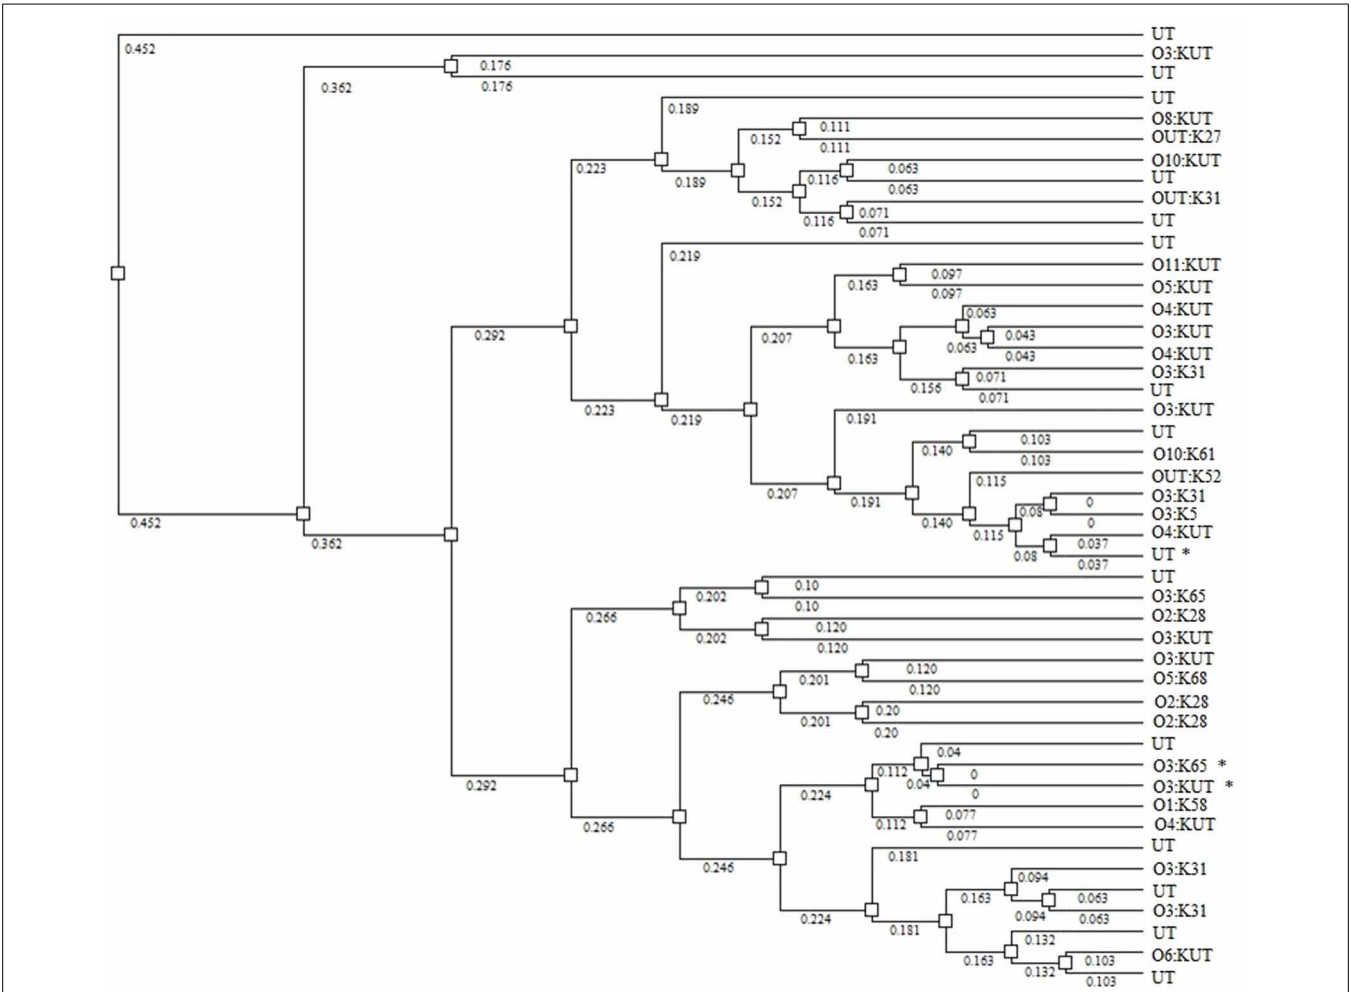 UT
0.452
O3:KUT
0.176
UT
0.362
0.176
UT
0.189
O8:KUT
0.111
0.152
OUT:K27
0.111
O10:KUT
0.223
0.063
0.116
UT
0.189
0.063
0.152
OUT:K31
0.071
0.116
UT
0.071
UT
0.219
O11:KUT
0.097
0.163
O5:KUT
0.097
O4:KUT
0.063
O3:KUT
0.292
0.207
0.043
0.063
O4:KUT
0.163
0.043
O3:K31
0.071
0.156
UT
0.071
0.223
O3:KUT
0.219
0.191
UT
0.103
0.140
O10:K61
0.103
OUT:K52
0.115
0.207
O3:K31
0.191
0
0.08
O3:K5
0.452
0.140
0
0.115
O4:KUT
0.362
0.037
0.08
UT *
0.037
UT
0.10
0.202
O3:K65
0.10
O2:K28
0.266
0.120
0.202
O3:KUT
0.120
O3:KUT
0.120
0.201
O5:K68
0.120
0.246
O2:K28
0.20
0.201
O2:K28
0.20
UT
0.04
O3:K65 *
0.112
0
0.292
0.04
O3:KUT *
0.224
0
O1:K58
0.077
0.266
0.112
O4:KUT
0.077
UT
0.181
0.246
O3:K31
0.094
UT
0.163
0.063
O3:K31
0.224
0.094
0.063
0.181
UT
0.132
O6:KUT
0.163
0.103
0.132
UT
0.103